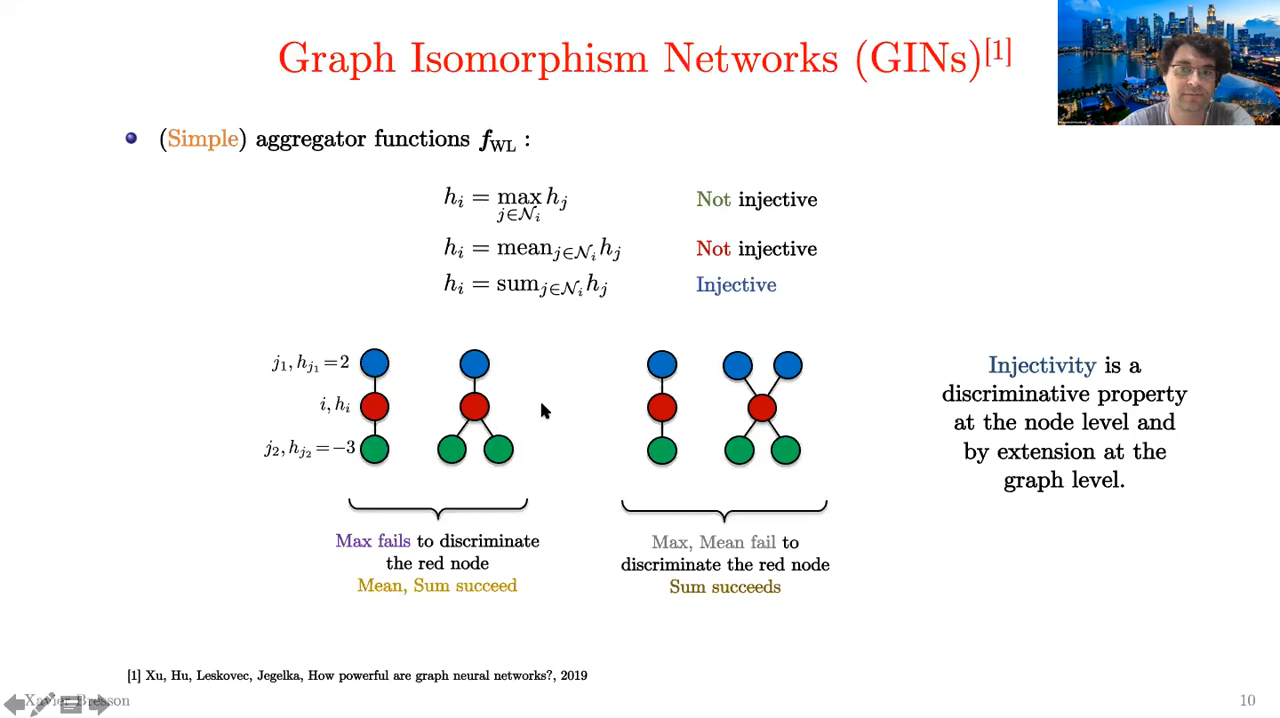 Graph Isomorphism Networks (GINs)[1]
(Simple) aggregator functions f_WL :
h_i = max_{j∈𝒩_i} h_j Not injective
h_i = mean_{j∈𝒩_i} h_j Not injective
h_i = sum_{j∈𝒩_i} h_j Injective
j_1, h_{j_1} = 2
i, h_i
j_2, h_{j_2} = −3
Max fails to discriminate
the red node
Mean, Sum succeed
Max, Mean fail to
discriminate the red node
Sum succeeds
Injectivity is a
discriminative property
at the node level and
by extension at the
graph level.
[1] Xu, Hu, Leskovec, Jegelka, How powerful are graph neural networks?, 2019
Xavier Bresson
10